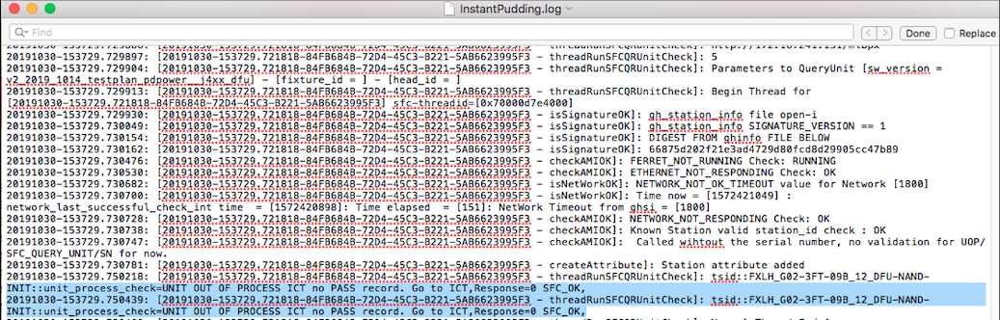 InstantPudding.log
Find
Done
Replace
20191030-153729.729897: [20191030-153729.721818-84FB684B-72D4-45C3-B221-5AB6623995F3 - threadRunSFCQRUnitCheck]: 5
20191030-153729.729904: [20191030-153729.721818-84FB684B-72D4-45C3-B221-5AB6623995F3 - threadRunSFCQRUnitCheck]: Parameters to QueryUnit [sw_version =
- [fixture_id = ] - [head_id = ]
20191030-153729.729913: [20191030-153729.721818-84FB684B-72D4-45C3-B221-5AB6623995F3 - threadRunSFCQRUnitCheck]: Begin Thread for
[20191030-153729.721818-84FB684B-72D4-45C3-B221-5AB6623995F3] sfc-threadid=[0x70000d7e4000]
20191030-153729.729930: [20191030-153729.721818-84FB684B-72D4-45C3-B221-5AB6623995F3 - isSignatureOK]: gh_station_info file open-i
20191030-153729.730049: [20191030-153729.721818-84FB684B-72D4-45C3-B221-5AB6623995F3 - isSignatureOK]: gh_station_info SIGNATURE_VERSION == 1
20191030-153729.730154: [20191030-153729.721818-84FB684B-72D4-45C3-B221-5AB6623995F3 - isSignatureOK]: DIGEST FROM ghinfo FILE BELOW
20191030-153729.730162: [20191030-153729.721818-84FB684B-72D4-45C3-B221-5AB6623995F3 - isSignatureOK]: 66875d202f21e3ad4729d80fcd8d29905cc47b89
20191030-153729.730476: [20191030-153729.721818-84FB684B-72D4-45C3-B221-5AB6623995F3 - checkAMIOK]: FERRET_NOT_RUNNING Check: RUNNING
20191030-153729.730530: [20191030-153729.721818-84FB684B-72D4-45C3-B221-5AB6623995F3 - checkAMIOK]: ETHERNET_NOT_RESPONDING Check: OK
20191030-153729.730682: [20191030-153729.721818-84FB684B-72D4-45C3-B221-5AB6623995F3 - isNetWorkOK]: NETWORK_NOT_OK_TIMEOUT value for Network [1800]
20191030-153729.730700: [20191030-153729.721818-84FB684B-72D4-45C3-B221-5AB6623995F3 - isNetWorkOK]: Time now = [1572421049] :
network_last_successful_check_int time  = [1572420898]: Time elapsed  = [151]: NetWork Timeout from ghsi = [1800]
20191030-153729.730728: [20191030-153729.721818-84FB684B-72D4-45C3-B221-5AB6623995F3 - checkAMIOK]: NETWORK_NOT_RESPONDING Check: OK
20191030-153729.730738: [20191030-153729.721818-84FB684B-72D4-45C3-B221-5AB6623995F3 - checkAMIOK]: Known Station valid station_id check : OK
20191030-153729.730747: [20191030-153729.721818-84FB684B-72D4-45C3-B221-5AB6623995F3 - checkAMIOK]:  Called wihtout the serial number, no validation for UOP/
SFC_QUERY_UNIT/SN for now.
20191030-153729.730781: [20191030-153729.721818-84FB684B-72D4-45C3-B221-5AB6623995F3 - createAttribute]: Station attribute added
20191030-153729.750218: [20191030-153729.721818-84FB684B-72D4-45C3-B221-5AB6623995F3 - threadRunSFCQRUnitCheck]: tsid::FXLH_G02-3FT-09B_12_DFU-NAND-
INIT::unit_process_check=UNIT OUT OF PROCESS ICT no PASS record. Go to ICT,Response=0 SFC_OK,
20191030-153729.750439: [20191030-153729.721818-84FB684B-72D4-45C3-B221-5AB6623995F3 - threadRunSFCQRUnitCheck]: tsid::FXLH_G02-3FT-09B_12_DFU-NAND-
INIT::unit_process_check=UNIT OUT OF PROCESS ICT no PASS record. Go to ICT,Response=0 SFC_OK,